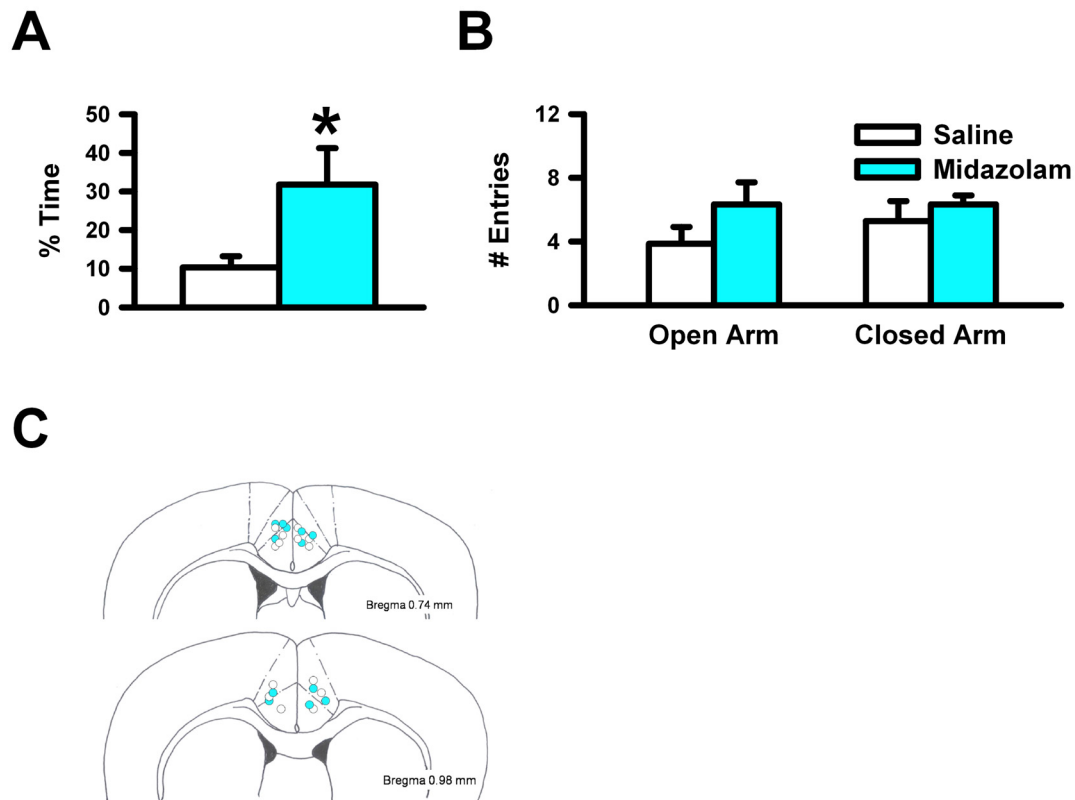 A
B
50
40
30
20
10
0
% Time
*
12
8
4
0
# Entries
Saline
Midazolam
Open Arm
Closed Arm
C
Bregma 0.74 mm
Bregma 0.98 mm